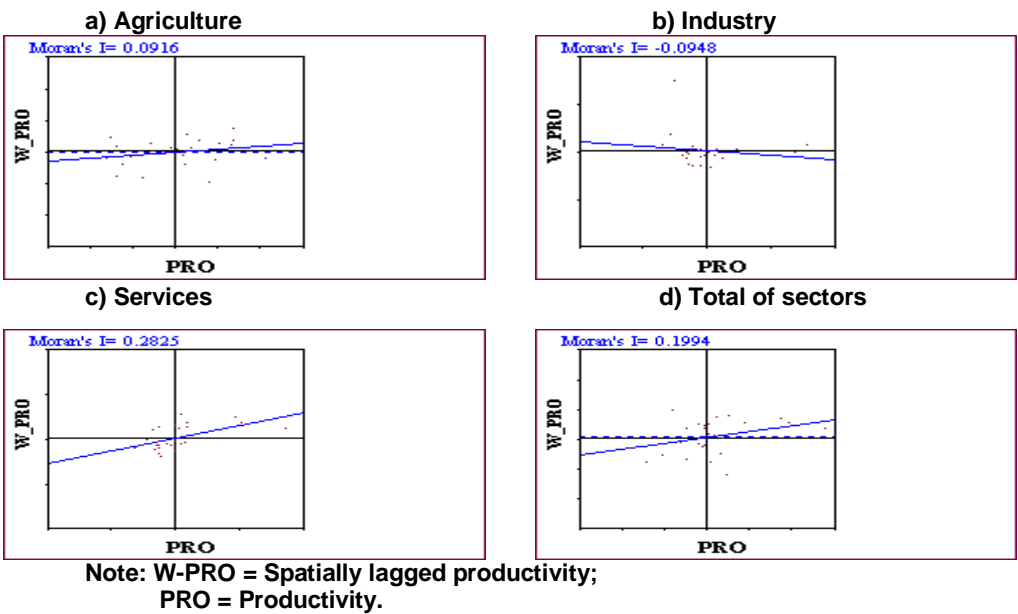 a) Agriculture
b) Industry
Moran's I= 0.0916
W_PRO
PRO
Moran's I= -0.0948
W_PRO
PRO
c) Services
d) Total of sectors
Moran's I= 0.2825
W_PRO
PRO
Moran's I= 0.1994
W_PRO
PRO
Note: W-PRO = Spatially lagged productivity;
PRO = Productivity.